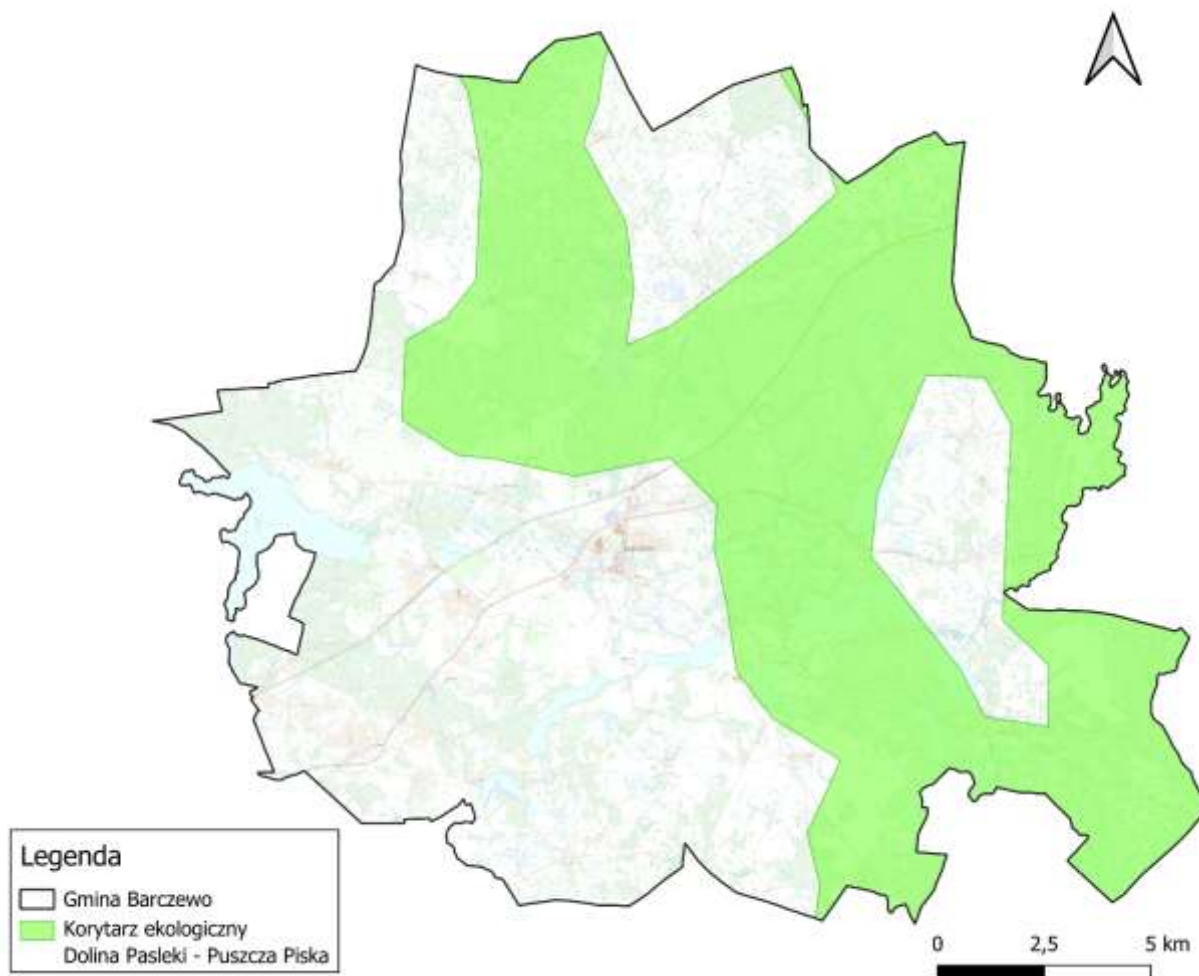 Legenda
Gmina Barczewo
Korytarz ekologiczny
Dolina Pasleki - Puszcza Piska
0 2,5 5 km